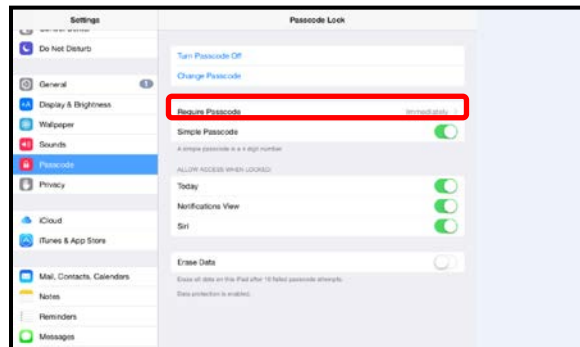 Settings
Passcode Lock
Control Center
Do Not Disturb
Turn Passcode Off
Change Passcode
General
1
Display & Brightness
Require Passcode
Immediately
Wallpaper
Simple Passcode
Sounds
A simple passcode is a 4 digit number.
Passcode
ALLOW ACCESS WHEN LOCKED:
Privacy
Today
Notifications View
iCloud
Siri
iTunes & App Store
Erase Data
Mail, Contacts, Calendars
Erase all data on this iPad after 10 failed passcode attempts.
Notes
Data protection is enabled.
Reminders
Messages